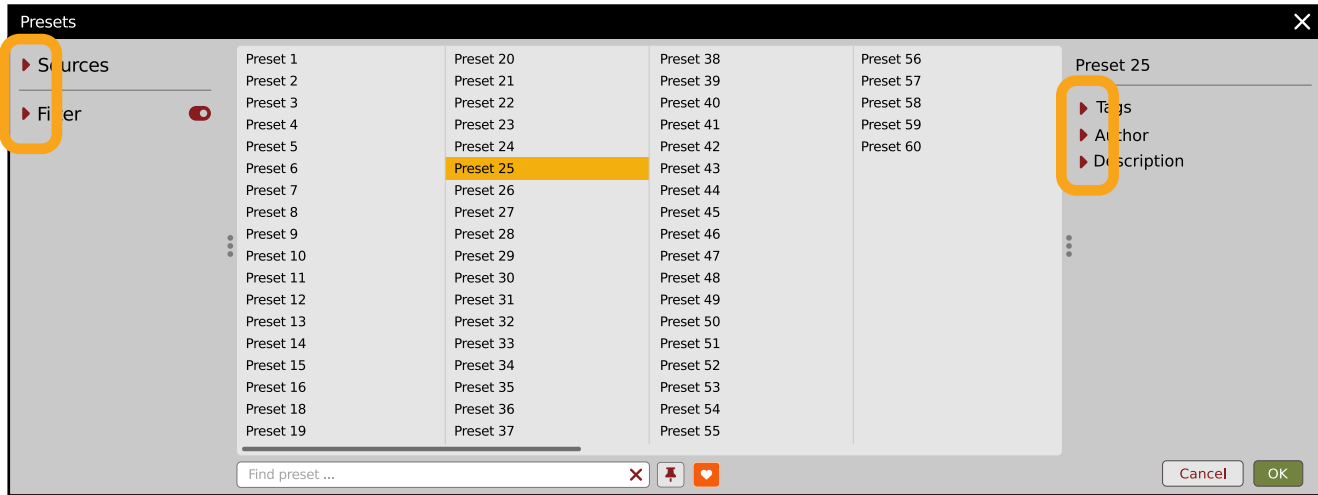 Presets
Sources
Filter
Preset 1
Preset 2
Preset 3
Preset 4
Preset 5
Preset 6
Preset 7
Preset 8
Preset 9
Preset 10
Preset 11
Preset 12
Preset 13
Preset 14
Preset 15
Preset 16
Preset 18
Preset 19
Preset 20
Preset 21
Preset 22
Preset 23
Preset 24
Preset 25
Preset 26
Preset 27
Preset 28
Preset 29
Preset 30
Preset 31
Preset 32
Preset 33
Preset 34
Preset 35
Preset 36
Preset 37
Preset 38
Preset 39
Preset 40
Preset 41
Preset 42
Preset 43
Preset 44
Preset 45
Preset 46
Preset 47
Preset 48
Preset 49
Preset 50
Preset 51
Preset 52
Preset 53
Preset 54
Preset 55
Preset 56
Preset 57
Preset 58
Preset 59
Preset 60
Preset 25
Tags
Author
Description
Find preset ...
Cancel
OK